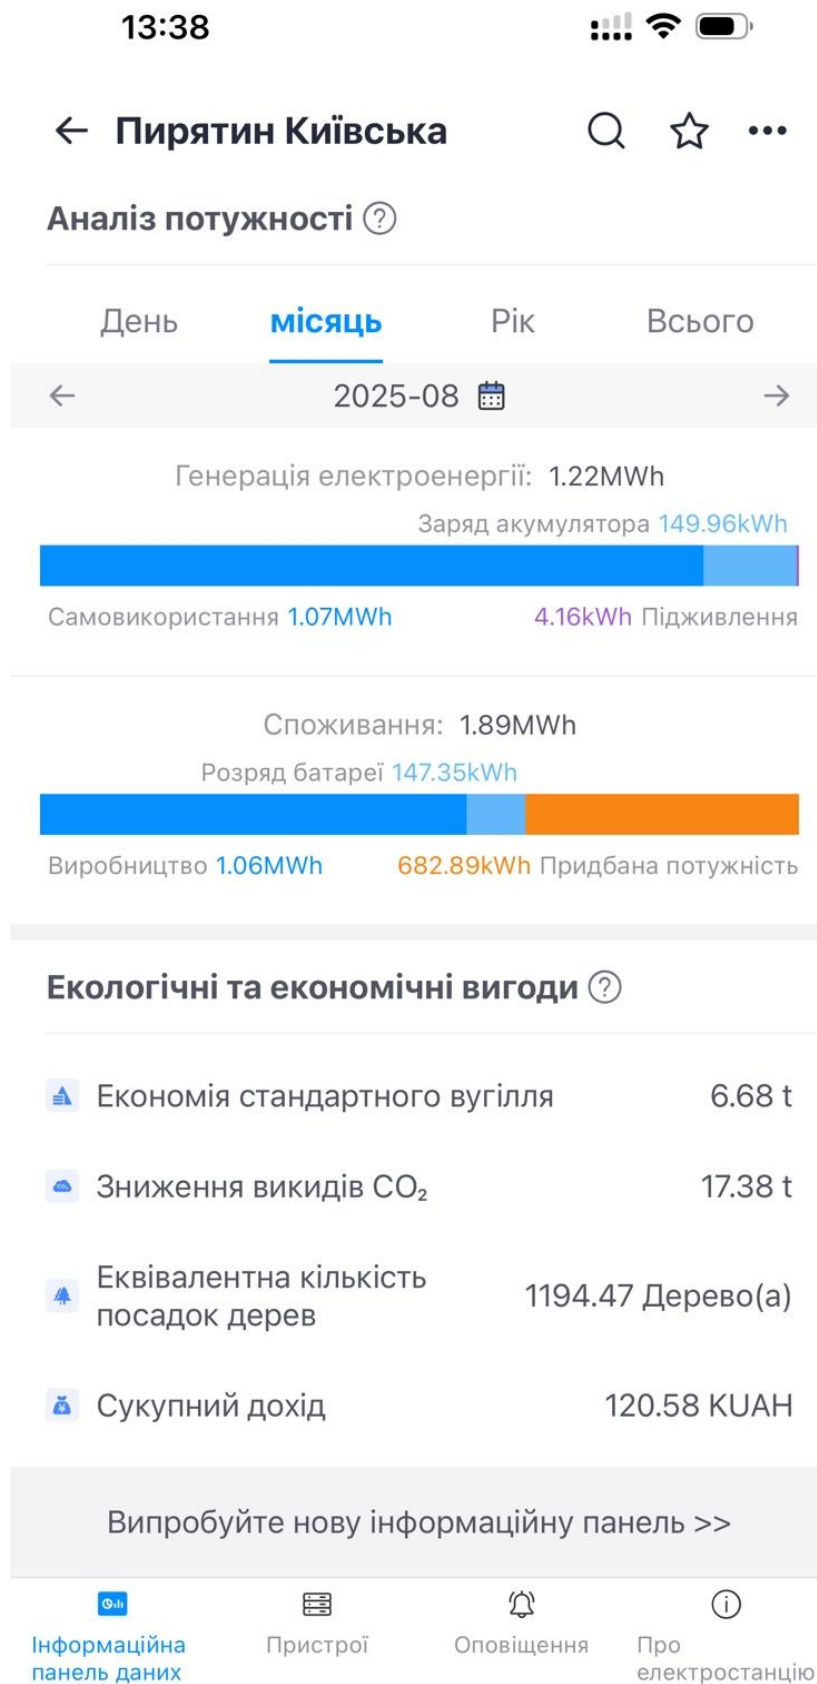 13:38
Пирятин Київська
Аналіз потужності ?
День місяць Рік Всього
2025-08
Генерація електроенергії: 1.22MWh
Заряд акумулятора 149.96kWh
Самовикористання 1.07MWh 4.16kWh Підживлення
Споживання: 1.89MWh
Розряд батареї 147.35kWh
Виробництво 1.06MWh 682.89kWh Придбана потужність
Екологічні та економічні вигоди ?
Економія стандартного вугілля 6.68 t
Зниження викидів CO₂ 17.38 t
Еквівалентна кількість
посадок дерев 1194.47 Дерево(а)
Сукупний дохід 120.58 KUAH
Випробуйте нову інформаційну панель >>
Інформаційна
панель даних
Пристрої
Оповіщення
Про
електростанцію